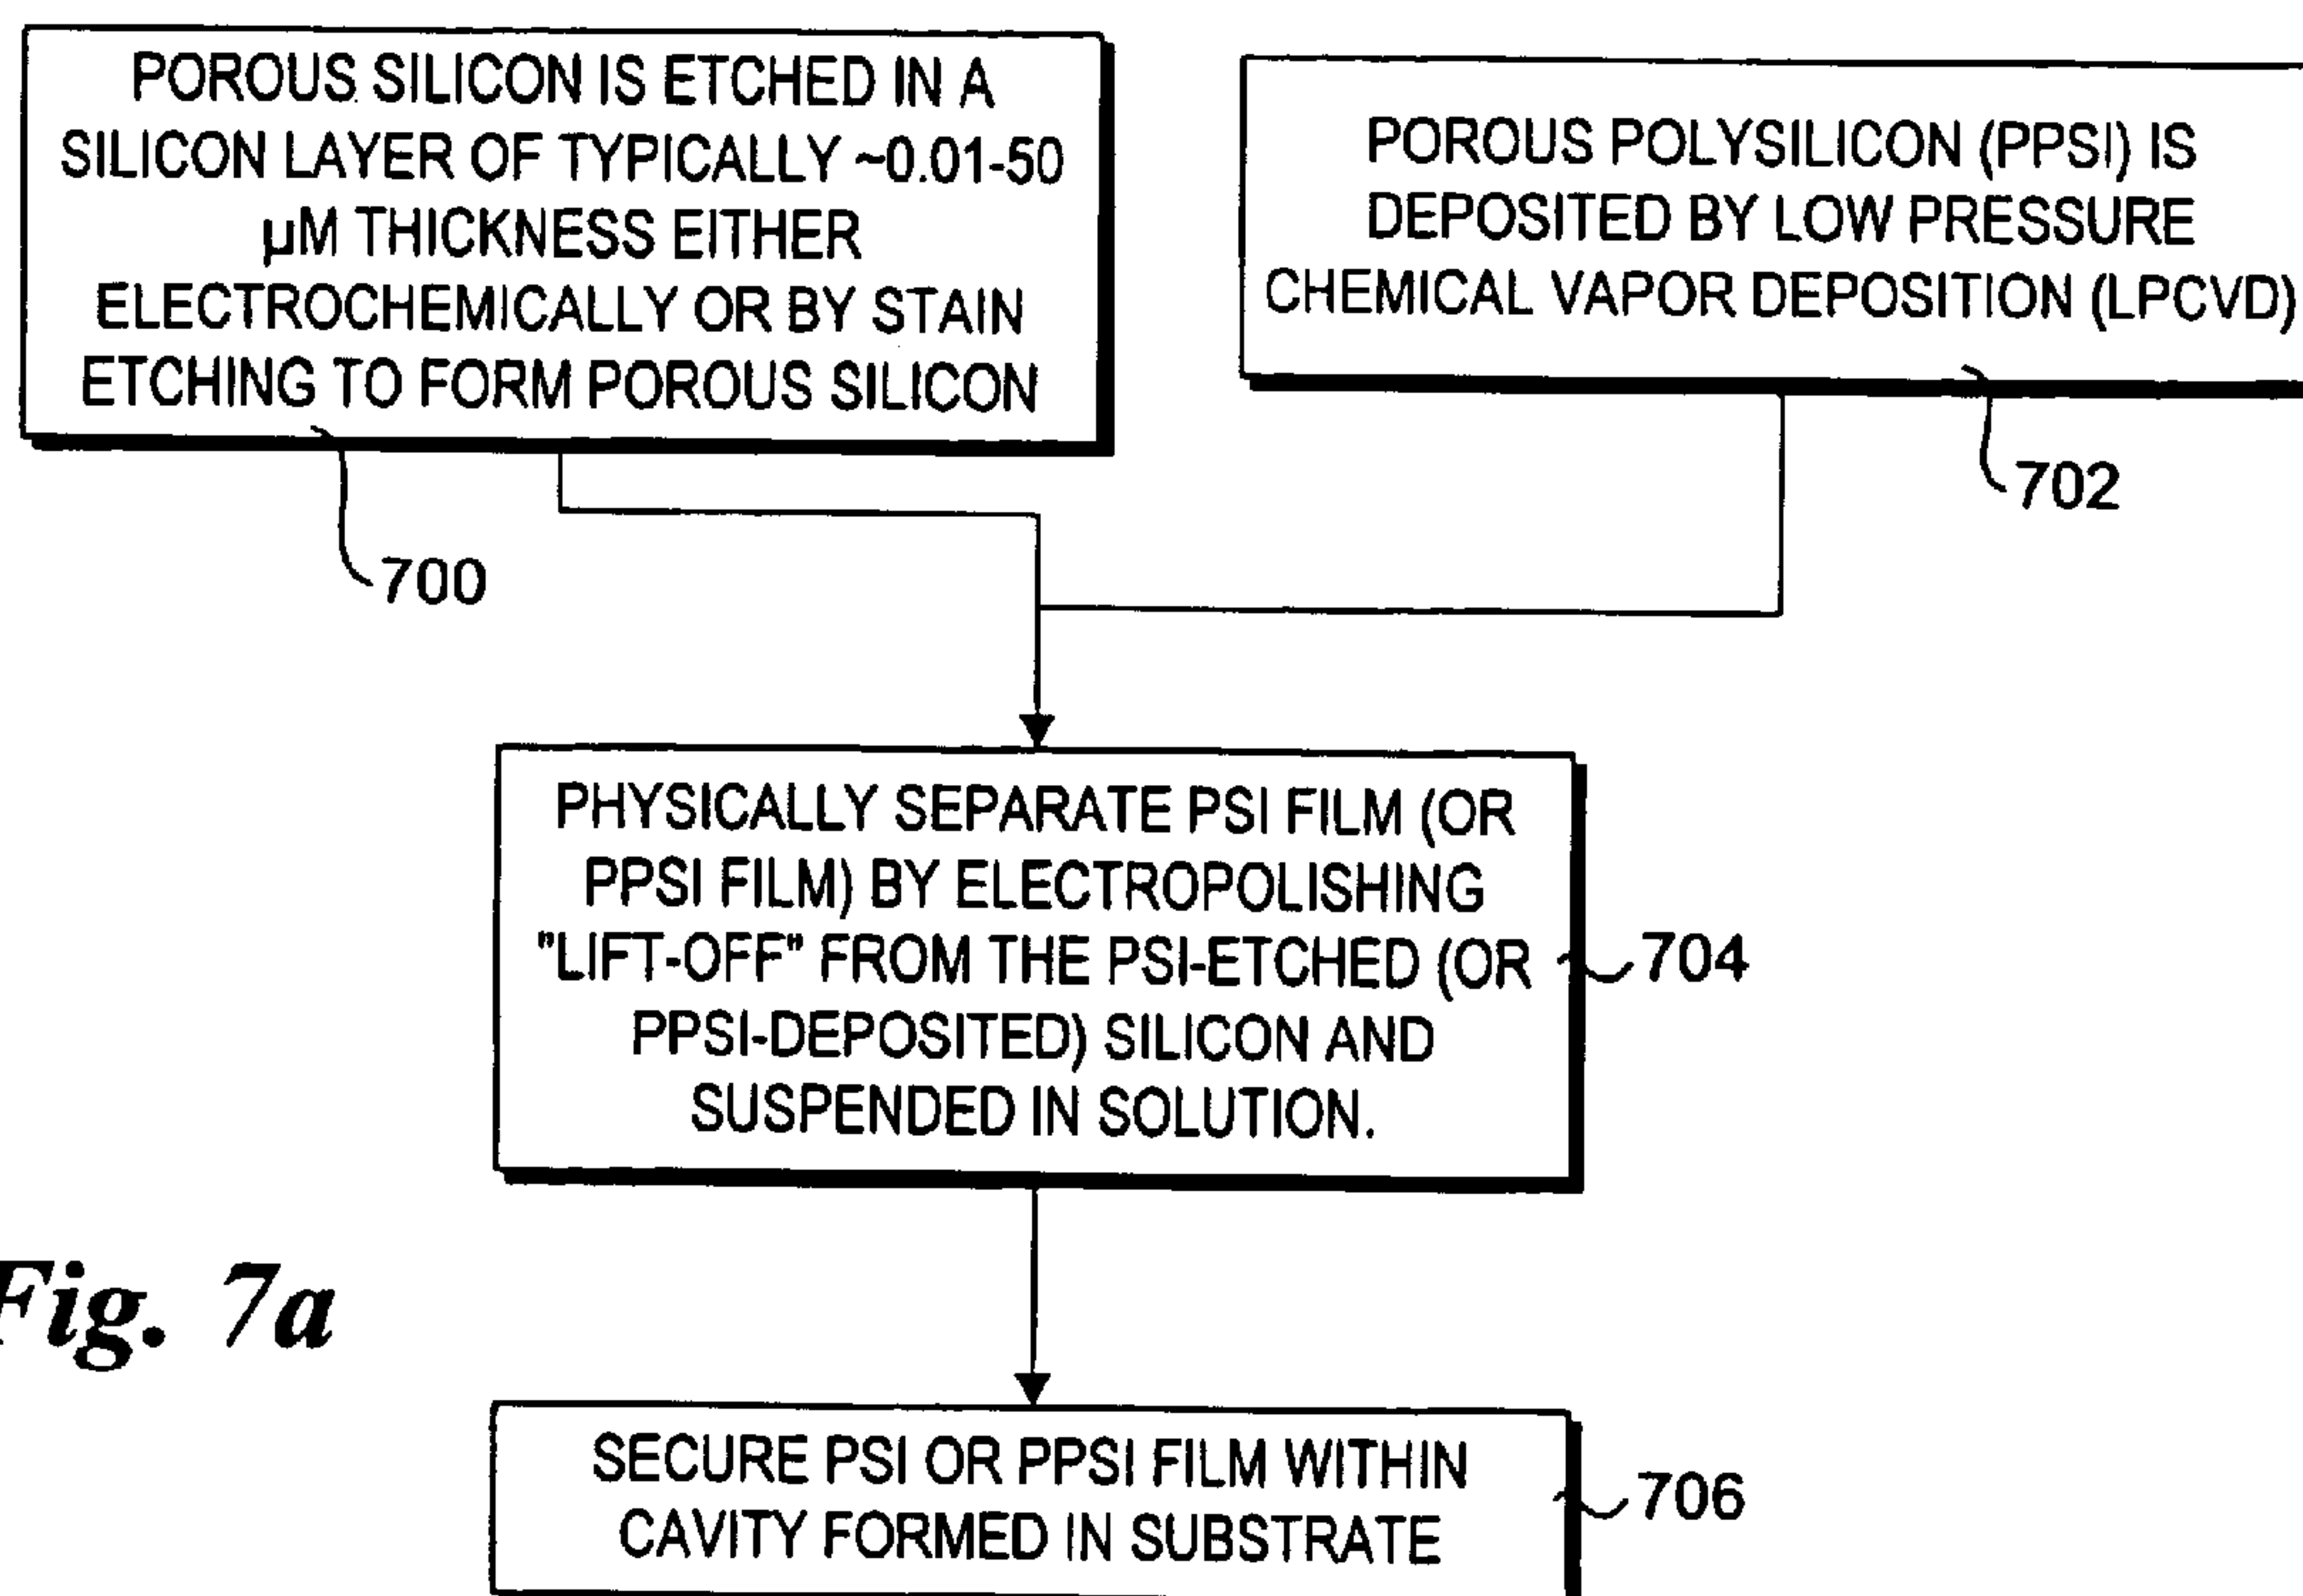 POROUS SILICON IS ETCHED IN A
SILICON LAYER OF TYPICALLY ~0.01-50
µM THICKNESS EITHER
ELECTROCHEMICALLY OR BY STAIN
ETCHING TO FORM POROUS SILICON
700
POROUS POLYSILICON (PPSI) IS
DEPOSITED BY LOW PRESSURE
CHEMICAL VAPOR DEPOSITION (LPCVD)
702
PHYSICALLY SEPARATE PSI FILM (OR
PPSI FILM) BY ELECTROPOLISHING
"LIFT-OFF" FROM THE PSI-ETCHED (OR
PPSI-DEPOSITED) SILICON AND
SUSPENDED IN SOLUTION.
704
Fig. 7a
SECURE PSI OR PPSI FILM WITHIN
CAVITY FORMED IN SUBSTRATE
706